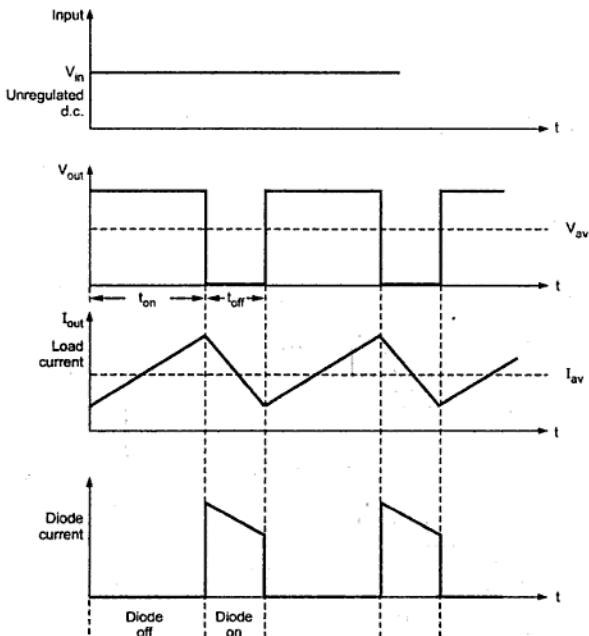 Input
V_in
Unregulated
d.c.
t
V_out
V_av
t
t_on
t_off
I_out
Load
current
I_av
t
Diode
current
t
Diode
off
Diode
on